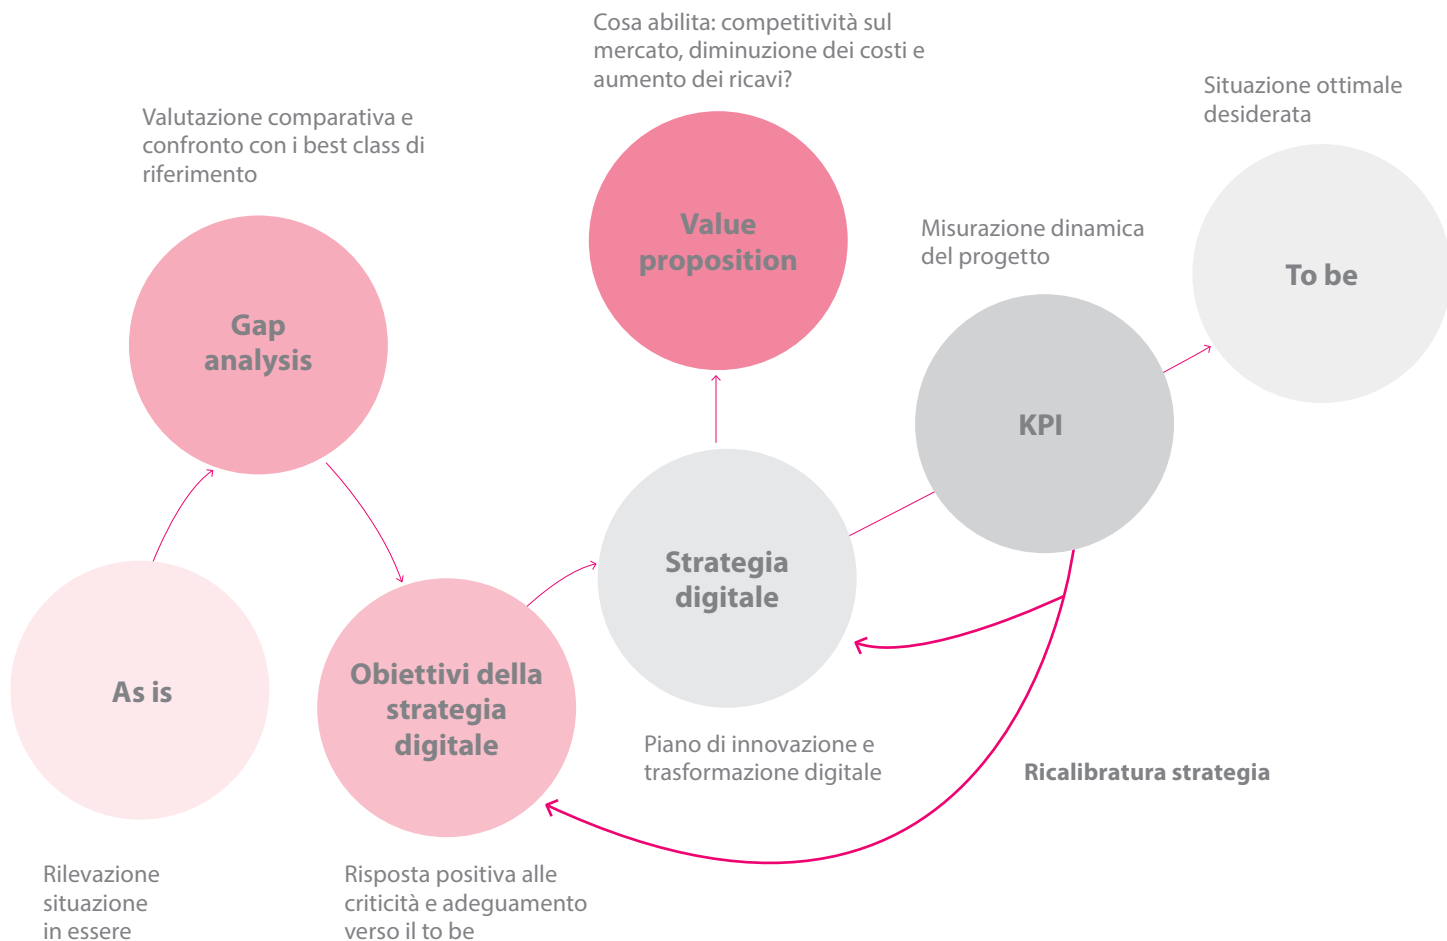 Cosa abilita: competitività sul
mercato, diminuzione dei costi e
aumento dei ricavi?
Situazione ottimale
desiderata
Valutazione comparativa e
confronto con i best class di
riferimento
Value
proposition
Misurazione dinamica
del progetto
To be
Gap
analysis
KPI
Strategia
digitale
As is
Obiettivi della
strategia
digitale
Piano di innovazione e
trasformazione digitale
Ricalibratura strategia
Rilevazione
situazione
in essere
Risposta positiva alle
criticità e adeguamento
verso il to be